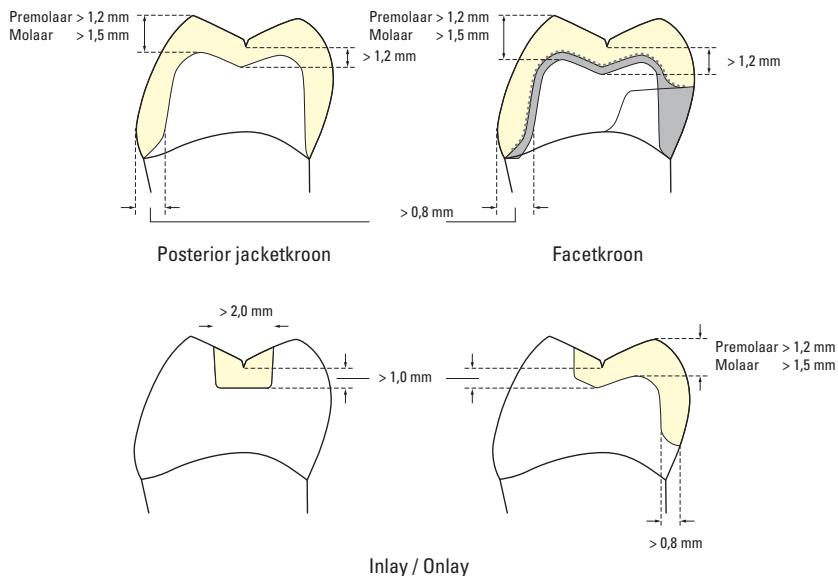 Premolaar > 1,2 mm
Molaar > 1,5 mm
> 1,2 mm
Premolaar > 1,2 mm
Molaar > 1,5 mm
> 1,2 mm
> 0,8 mm
Posterior jacketkroon
Facetkroon
> 2,0 mm
> 1,0 mm
Premolaar > 1,2 mm
Molaar > 1,5 mm
> 0,8 mm
Inlay / Onlay